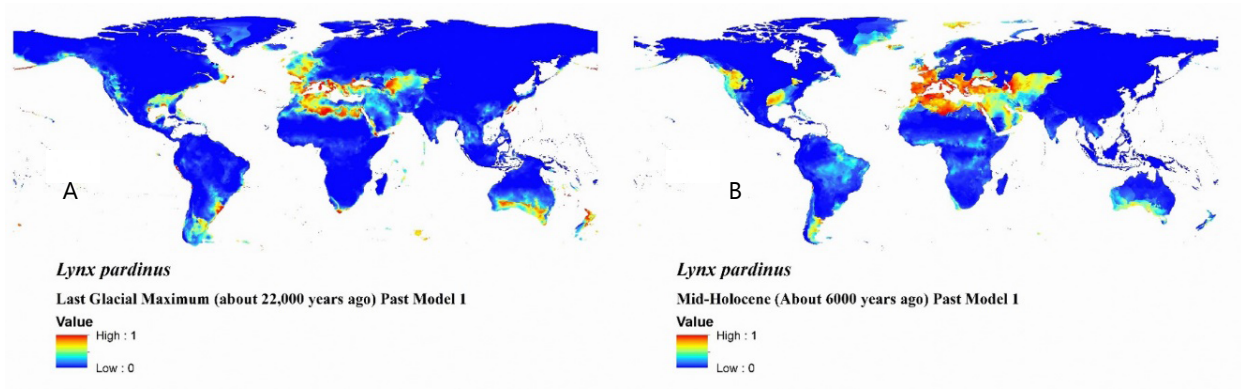 A
Lynx pardinus
Last Glacial Maximum (about 22,000 years ago) Past Model 1
Value
High : 1
Low : 0
B
Lynx pardinus
Mid-Holocene (About 6000 years ago) Past Model 1
Value
High : 1
Low : 0